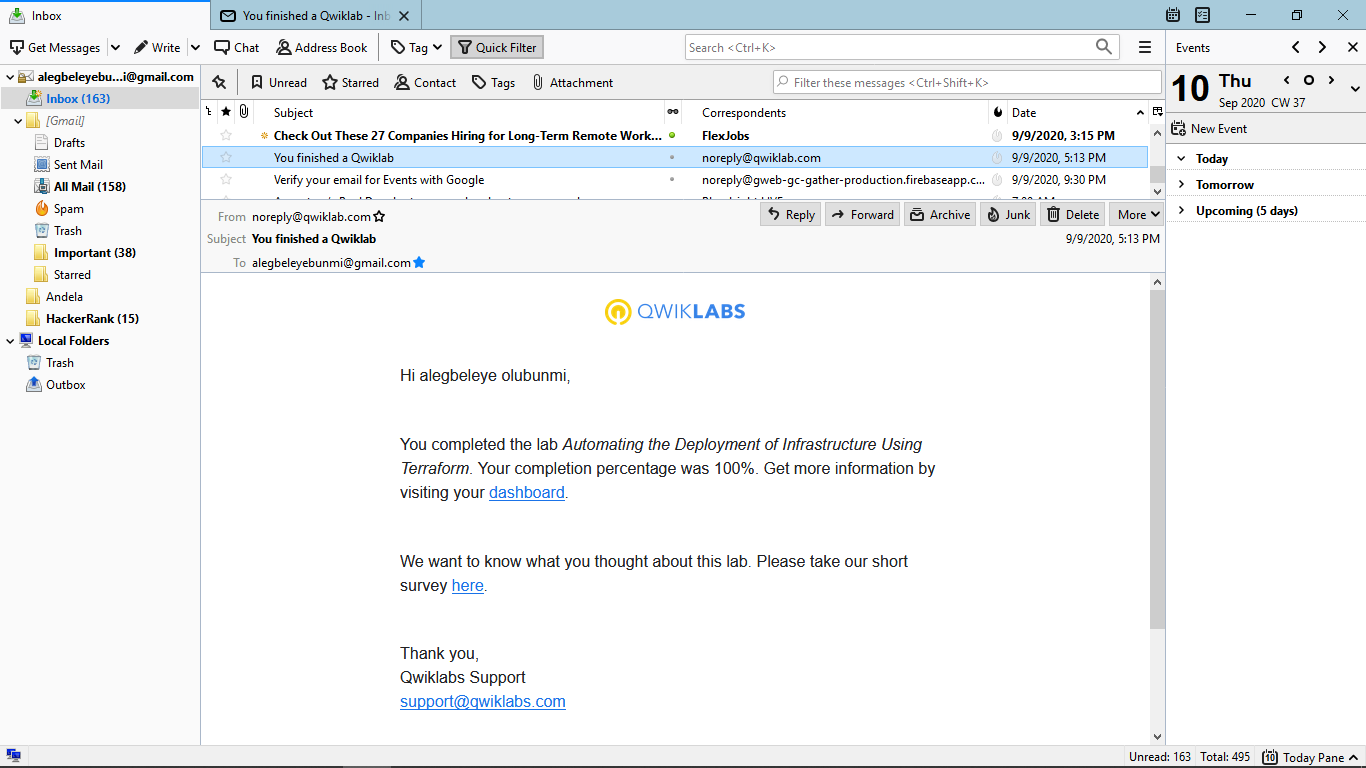 Inbox
You finished a Qwiklab - Inb
Get Messages
Write
Chat
Address Book
Tag
Quick Filter
Search <Ctrl+K>
Events
alegbeleyebu...i@gmail.com
Inbox (163)
[Gmail]
Drafts
Sent Mail
All Mail (158)
Spam
Trash
Important (38)
Starred
Andela
HackerRank (15)
Local Folders
Trash
Outbox
Unread
Starred
Contact
Tags
Attachment
Filter these messages <Ctrl+Shift+K>
Subject Correspondents Date
Check Out These 27 Companies Hiring for Long-Term Remote Work... FlexJobs 9/9/2020, 3:15 PM
You finished a Qwiklab noreply@qwiklab.com 9/9/2020, 5:13 PM
Verify your email for Events with Google noreply@gweb-gc-gather-production.firebaseapp.c... 9/9/2020, 9:30 PM
From noreply@qwiklab.com
Reply
Forward
Archive
Junk
Delete
More
Subject You finished a Qwiklab 9/9/2020, 5:13 PM
To alegbeleyebunmi@gmail.com
QWIKLABS
Hi alegbeleye olubunmi,
You completed the lab Automating the Deployment of Infrastructure Using
Terraform. Your completion percentage was 100%. Get more information by
visiting your dashboard.
We want to know what you thought about this lab. Please take our short
survey here.
Thank you,
Qwiklabs Support
support@qwiklabs.com
10 Thu
Sep 2020 CW 37
New Event
Today
Tomorrow
Upcoming (5 days)
Unread: 163 Total: 495
10 Today Pane